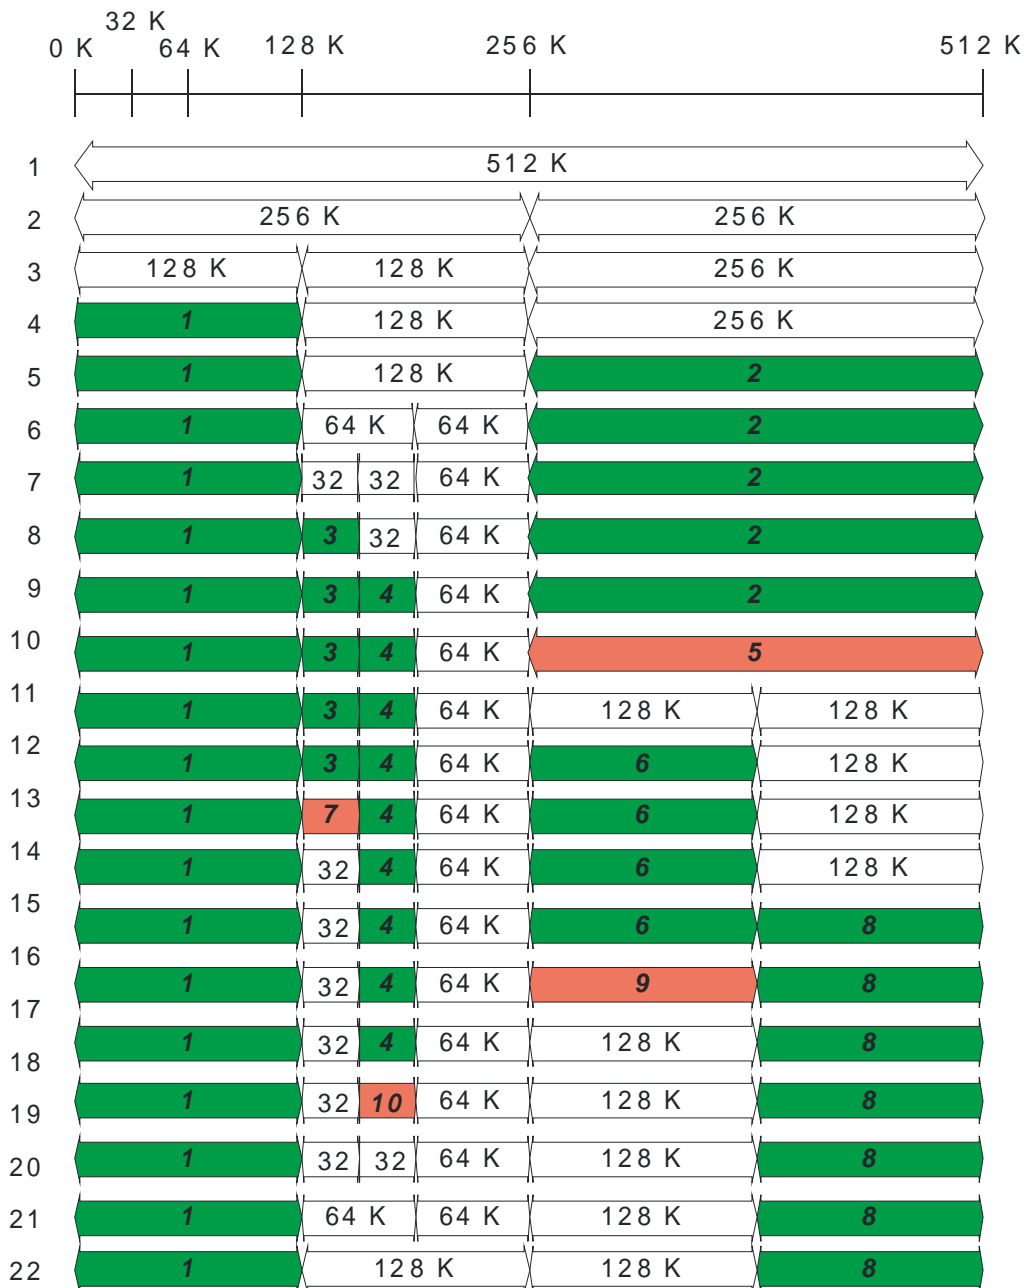 32 K
0 K 64 K 128 K 256 K 512 K
1 512 K
2 256 K 256 K
3 128 K 128 K 256 K
4 1 128 K 256 K
5 1 128 K 2
6 1 64 K 64 K 2
7 1 32 32 64 K 2
8 1 3 32 64 K 2
9 1 3 4 64 K 2
10 1 3 4 64 K 5
11 1 3 4 64 K 128 K 128 K
12 1 3 4 64 K 6 128 K
13 1 7 4 64 K 6 128 K
14 1 32 4 64 K 6 128 K
15 1 32 4 64 K 6 8
16 1 32 4 64 K 9 8
17 1 32 4 64 K 128 K 8
18 1 32 10 64 K 128 K 8
19 1 32 32 64 K 128 K 8
20 1 64 K 64 K 128 K 8
21 1 128 K 128 K 8
22